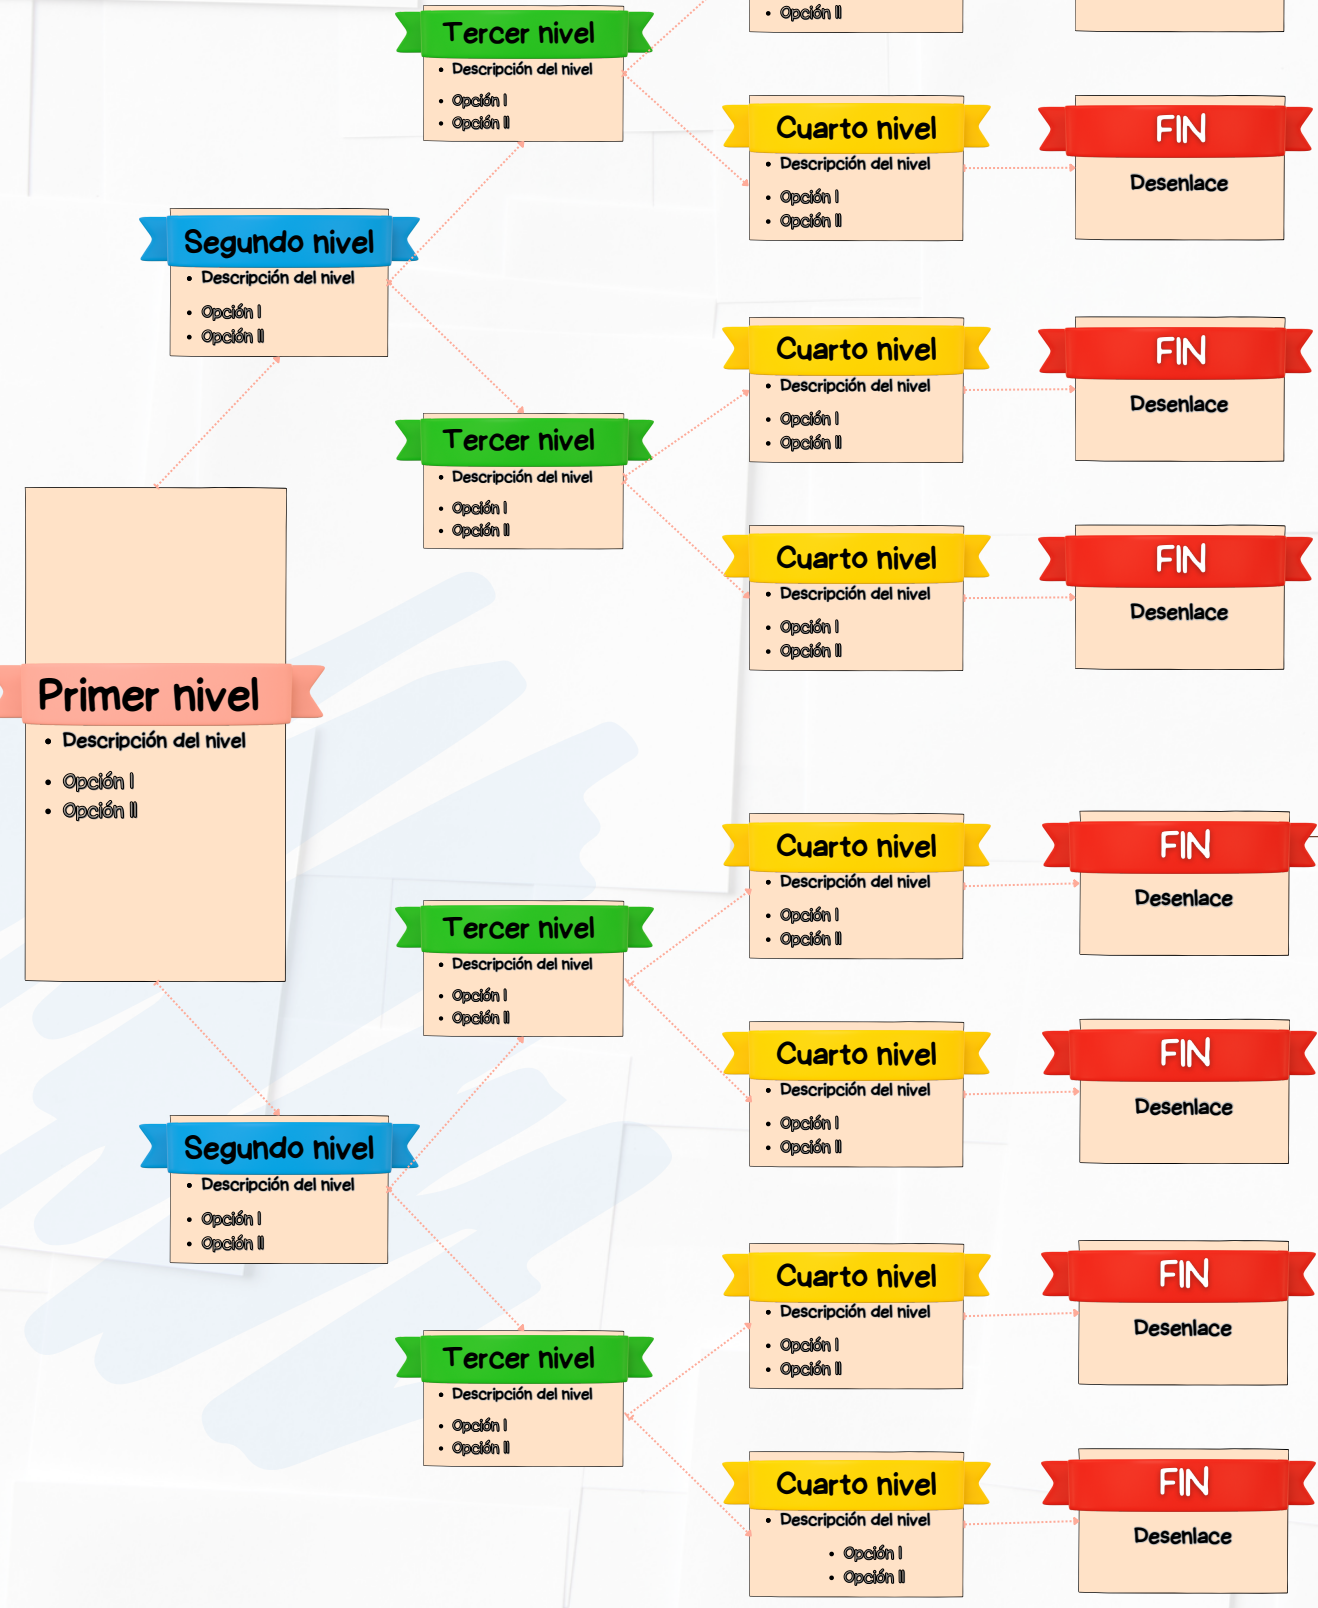 Opción II
Tercer nivel
Descripción del nivel
Opción I
Opción II
Cuarto nivel
Descripción del nivel
Opción I
Opción II
FIN
Desenlace
Segundo nivel
Descripción del nivel
Opción I
Opción II
Cuarto nivel
Descripción del nivel
Opción I
Opción II
FIN
Desenlace
Tercer nivel
Descripción del nivel
Opción I
Opción II
Cuarto nivel
Descripción del nivel
Opción I
Opción II
FIN
Desenlace
Primer nivel
Descripción del nivel
Opción I
Opción II
Cuarto nivel
Descripción del nivel
Opción I
Opción II
FIN
Desenlace
Tercer nivel
Descripción del nivel
Opción I
Opción II
Cuarto nivel
Descripción del nivel
Opción I
Opción II
FIN
Desenlace
Segundo nivel
Descripción del nivel
Opción I
Opción II
Cuarto nivel
Descripción del nivel
Opción I
Opción II
FIN
Desenlace
Tercer nivel
Descripción del nivel
Opción I
Opción II
Cuarto nivel
Descripción del nivel
Opción I
Opción II
FIN
Desenlace